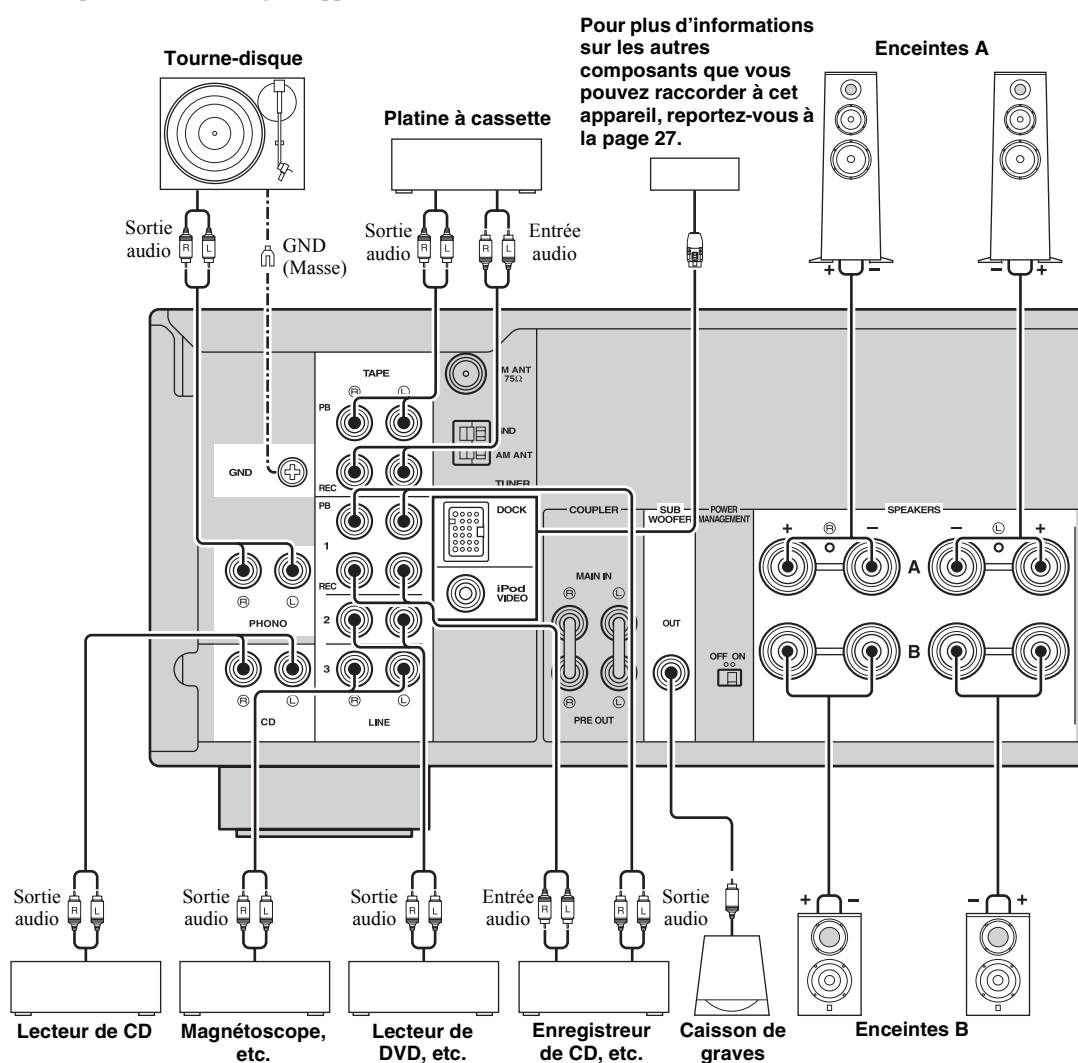 Pour plus d'informations
sur les autres
composants que vous
pouvez raccorder à cet
appareil, reportez-vous à
la page 27.
Enceintes A
Tourne-disque
Platine à cassette
Sortie
audio
R L
GND
(Masse)
Sortie
audio
R L
R L
Entrée
audio
+ −
− +
TAPE
R L
PB
REC
M ANT
75Ω
ND
AM ANT
TUNER
GND
PB
1
REC
2
3
R L
LINE
R L
PHONO
R L
CD
DOCK
iPod
VIDEO
COUPLER
MAIN IN
R L
R L
PRE OUT
SUB
WOOFER
OUT
POWER
MANAGEMENT
OFF ON
SPEAKERS
+ R − − L +
A
B
Sortie
audio
R L
Sortie
audio
R L
Sortie
audio
R L
Entrée
audio
R L
R L
Sortie
audio
+ −
− +
Lecteur de CD
Magnétoscope,
etc.
Lecteur de
DVD, etc.
Enregistreur
de CD, etc.
Caisson de
graves
Enceintes B